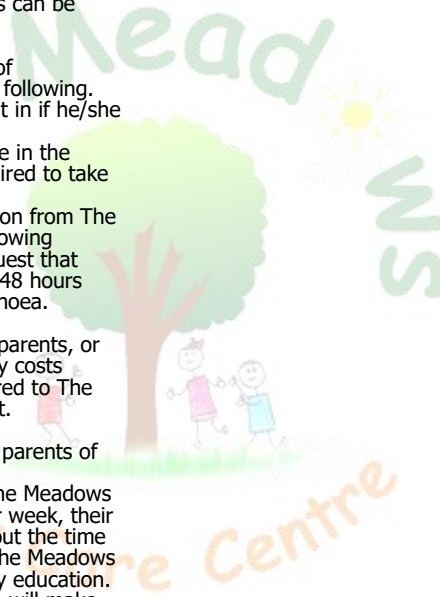 s can be
of
following.
t in if he/she
e in the
ired to take
on from The
owing
uest that
48 hours
noea.
parents, or
y costs
red to The
t.
parents of
he Meadows
r week, their
out the time
he Meadows
y education.
will make
Mead
ws
Centre